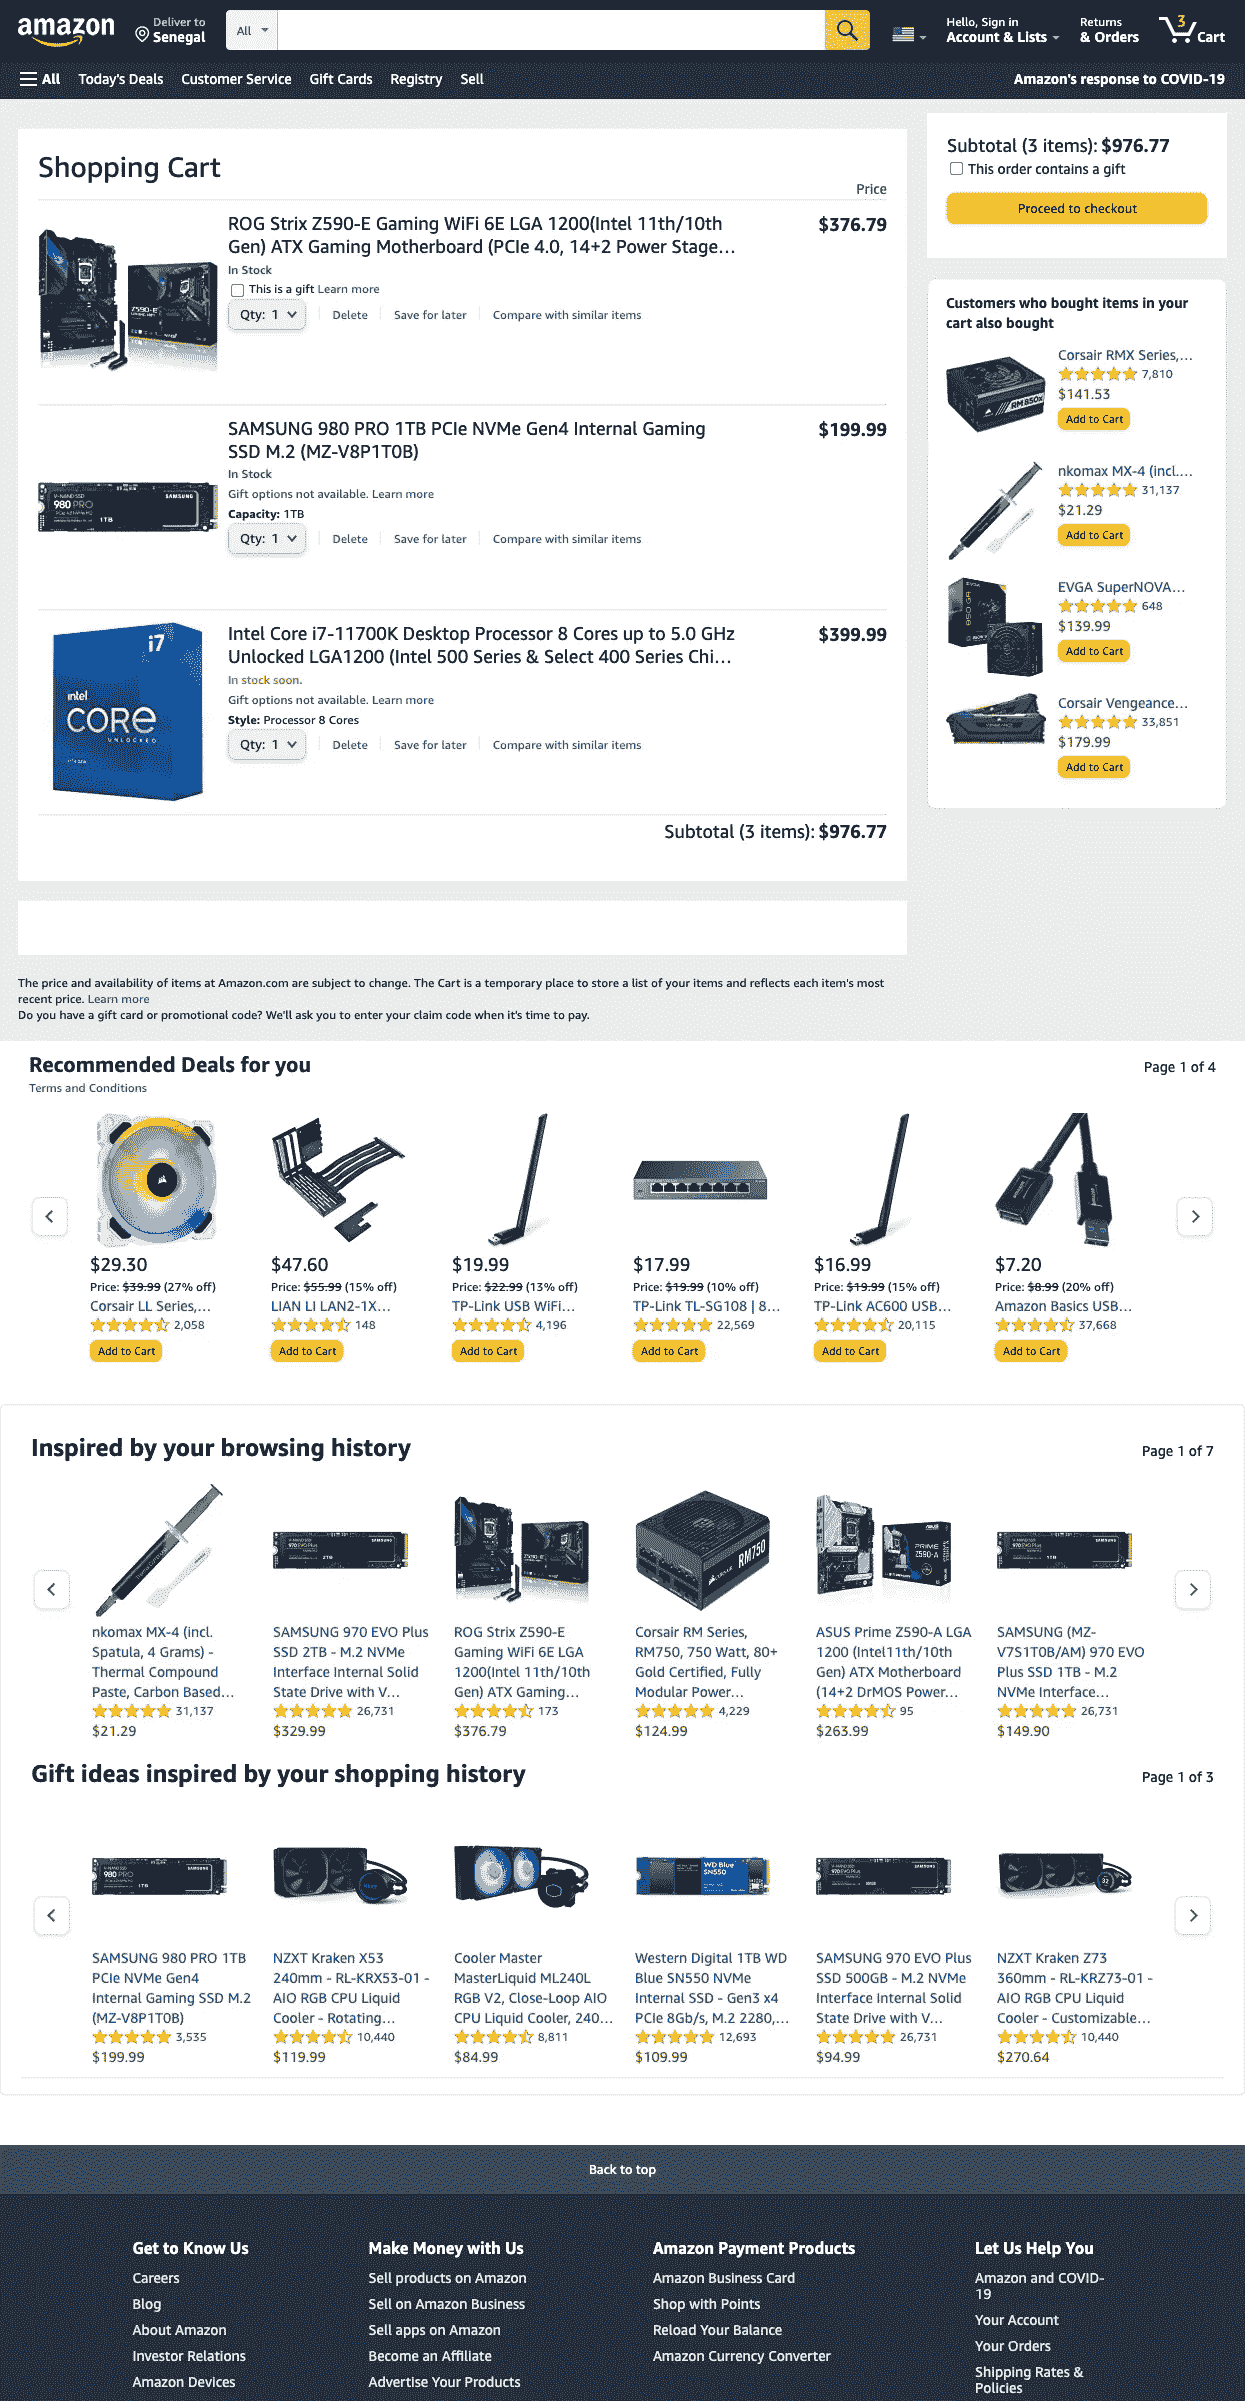 amazon
Deliver to
Senegal
All
Hello, Sign in
Account & Lists
Returns
& Orders
3
Cart
All
Today's Deals
Customer Service
Gift Cards
Registry
Sell
Amazon's response to COVID-19
Shopping Cart
Price
ROG Strix Z590-E Gaming WiFi 6E LGA 1200(Intel 11th/10th
Gen) ATX Gaming Motherboard (PCIe 4.0, 14+2 Power Stage…
$376.79
In Stock
This is a gift Learn more
Qty: 1
Delete
Save for later
Compare with similar items
SAMSUNG 980 PRO 1TB PCIe NVMe Gen4 Internal Gaming
SSD M.2 (MZ-V8P1T0B)
$199.99
In Stock
Gift options not available. Learn more
Capacity: 1TB
Qty: 1
Delete
Save for later
Compare with similar items
Intel Core i7-11700K Desktop Processor 8 Cores up to 5.0 GHz
Unlocked LGA1200 (Intel 500 Series & Select 400 Series Chi…
$399.99
In stock soon.
Gift options not available. Learn more
Style: Processor 8 Cores
Qty: 1
Delete
Save for later
Compare with similar items
i7
intel
CORE
UNLOCKED
Subtotal (3 items): $976.77
Subtotal (3 items): $976.77
This order contains a gift
Proceed to checkout
Customers who bought items in your
cart also bought
Corsair RMX Series,…
7,810
$141.53
Add to Cart
nkomax MX-4 (incl.…
31,137
$21.29
Add to Cart
EVGA SuperNOVA…
648
$139.99
Add to Cart
Corsair Vengeance…
33,851
$179.99
Add to Cart
The price and availability of items at Amazon.com are subject to change. The Cart is a temporary place to store a list of your items and reflects each item's most
recent price. Learn more
Do you have a gift card or promotional code? We'll ask you to enter your claim code when it's time to pay.
Recommended Deals for you
Page 1 of 4
Terms and Conditions
$29.30
Price: $39.99 (27% off)
Corsair LL Series,…
2,058
Add to Cart
$47.60
Price: $55.99 (15% off)
LIAN LI LAN2-1X…
148
Add to Cart
$19.99
Price: $22.99 (13% off)
TP-Link USB WiFi…
4,196
Add to Cart
$17.99
Price: $19.99 (10% off)
TP-Link TL-SG108 | 8…
22,569
Add to Cart
$16.99
Price: $19.99 (15% off)
TP-Link AC600 USB…
20,115
Add to Cart
$7.20
Price: $8.99 (20% off)
Amazon Basics USB…
37,668
Add to Cart
Inspired by your browsing history
Page 1 of 7
nkomax MX-4 (incl.
Spatula, 4 Grams) -
Thermal Compound
Paste, Carbon Based…
31,137
$21.29
SAMSUNG 970 EVO Plus
SSD 2TB - M.2 NVMe
Interface Internal Solid
State Drive with V…
26,731
$329.99
ROG Strix Z590-E
Gaming WiFi 6E LGA
1200(Intel 11th/10th
Gen) ATX Gaming…
173
$376.79
Corsair RM Series,
RM750, 750 Watt, 80+
Gold Certified, Fully
Modular Power…
4,229
$124.99
ASUS Prime Z590-A LGA
1200 (Intel11th/10th
Gen) ATX Motherboard
(14+2 DrMOS Power…
95
$263.99
SAMSUNG (MZ-
V7S1T0B/AM) 970 EVO
Plus SSD 1TB - M.2
NVMe Interface…
26,731
$149.90
Gift ideas inspired by your shopping history
Page 1 of 3
SAMSUNG 980 PRO 1TB
PCIe NVMe Gen4
Internal Gaming SSD M.2
(MZ-V8P1T0B)
3,535
$199.99
NZXT Kraken X53
240mm - RL-KRX53-01 -
AIO RGB CPU Liquid
Cooler - Rotating…
10,440
$119.99
Cooler Master
MasterLiquid ML240L
RGB V2, Close-Loop AIO
CPU Liquid Cooler, 240…
8,811
$84.99
Western Digital 1TB WD
Blue SN550 NVMe
Internal SSD - Gen3 x4
PCIe 8Gb/s, M.2 2280,…
12,693
$109.99
SAMSUNG 970 EVO Plus
SSD 500GB - M.2 NVMe
Interface Internal Solid
State Drive with V…
26,731
$94.99
NZXT Kraken Z73
360mm - RL-KRZ73-01 -
AIO RGB CPU Liquid
Cooler - Customizable…
10,440
$270.64
Back to top
Get to Know Us
Careers
Blog
About Amazon
Investor Relations
Amazon Devices
Make Money with Us
Sell products on Amazon
Sell on Amazon Business
Sell apps on Amazon
Become an Affiliate
Advertise Your Products
Amazon Payment Products
Amazon Business Card
Shop with Points
Reload Your Balance
Amazon Currency Converter
Let Us Help You
Amazon and COVID-
19
Your Account
Your Orders
Shipping Rates &
Policies